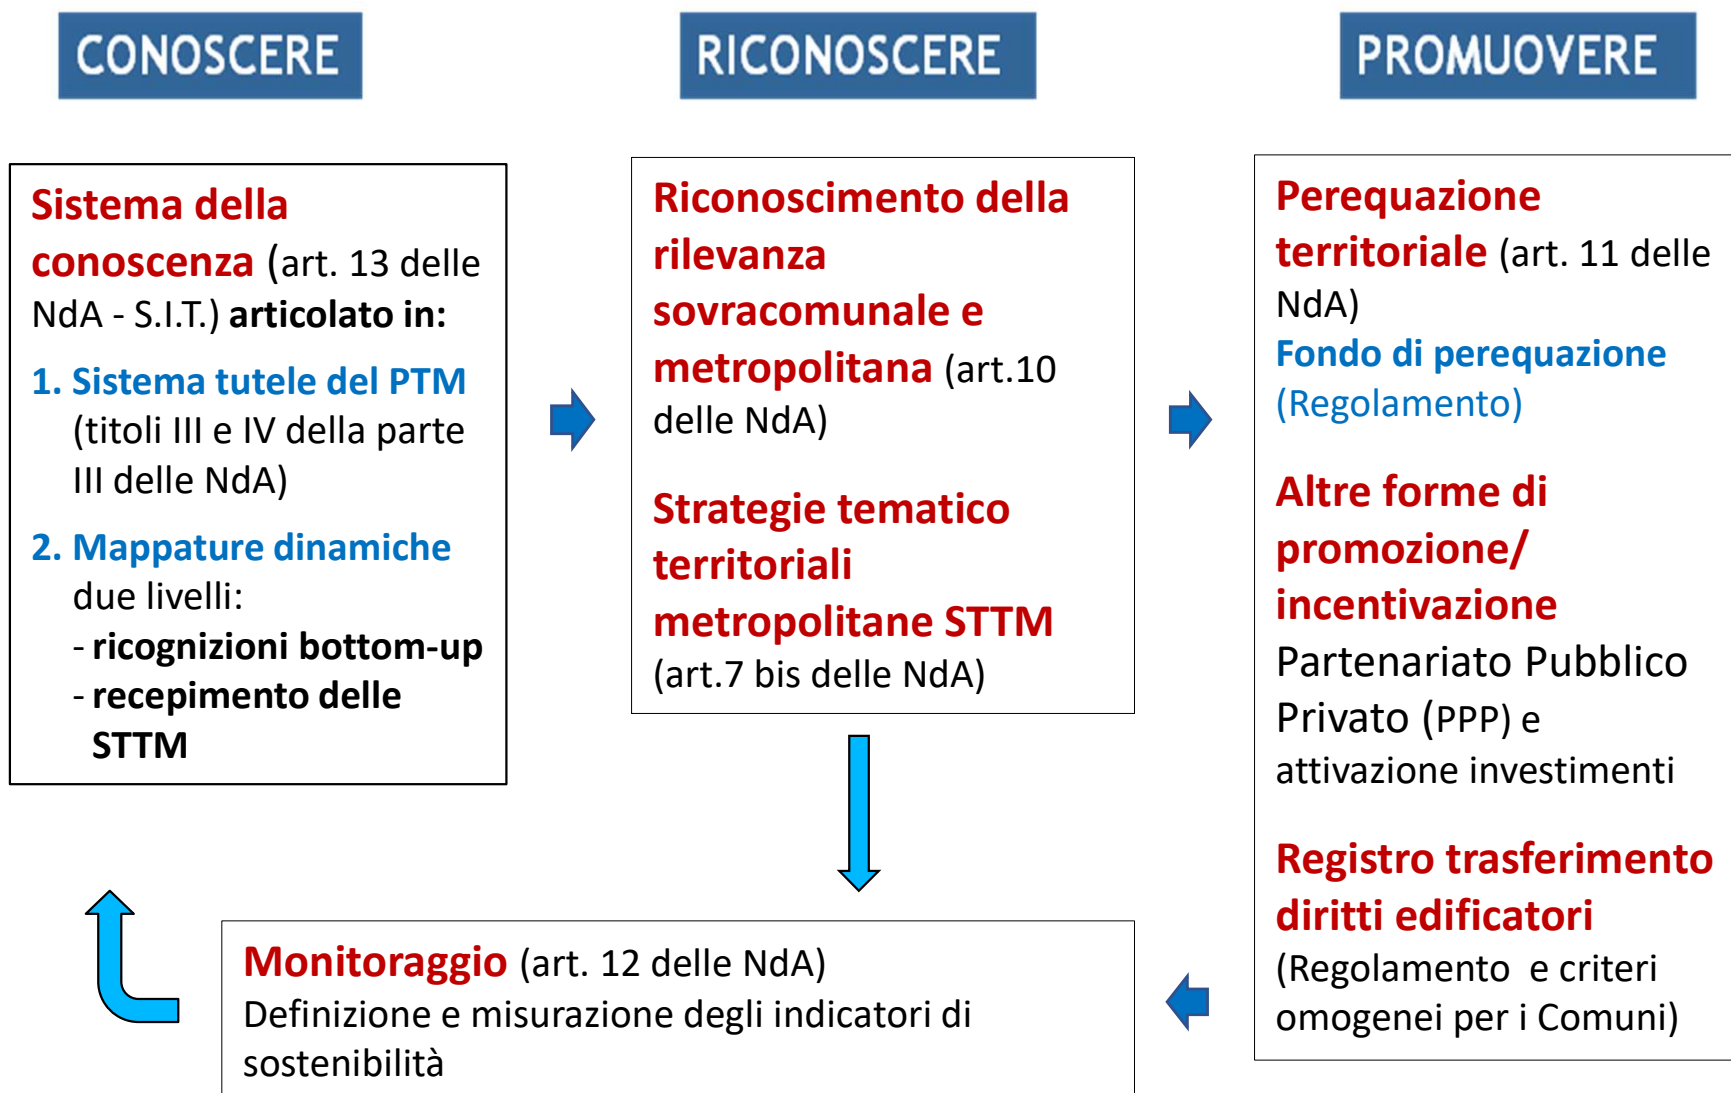 CONOSCERE
RICONOSCERE
PROMUOVERE
Sistema della
conoscenza (art. 13 delle
NdA - S.I.T.) articolato in:
1. Sistema tutele del PTM
(titoli III e IV della parte
III delle NdA)
2. Mappature dinamiche
due livelli:
- ricognizioni bottom-up
- recepimento delle
STTM
Riconoscimento della
rilevanza
sovracomunale e
metropolitana (art.10
delle NdA)
Strategie tematico
territoriali
metropolitane STTM
(art.7 bis delle NdA)
Perequazione
territoriale (art. 11 delle
NdA)
Fondo di perequazione
(Regolamento)
Altre forme di
promozione/
incentivazione
Partenariato Pubblico
Privato (PPP) e
attivazione investimenti
Registro trasferimento
diritti edificatori
(Regolamento e criteri
omogenei per i Comuni)
Monitoraggio (art. 12 delle NdA)
Definizione e misurazione degli indicatori di
sostenibilità